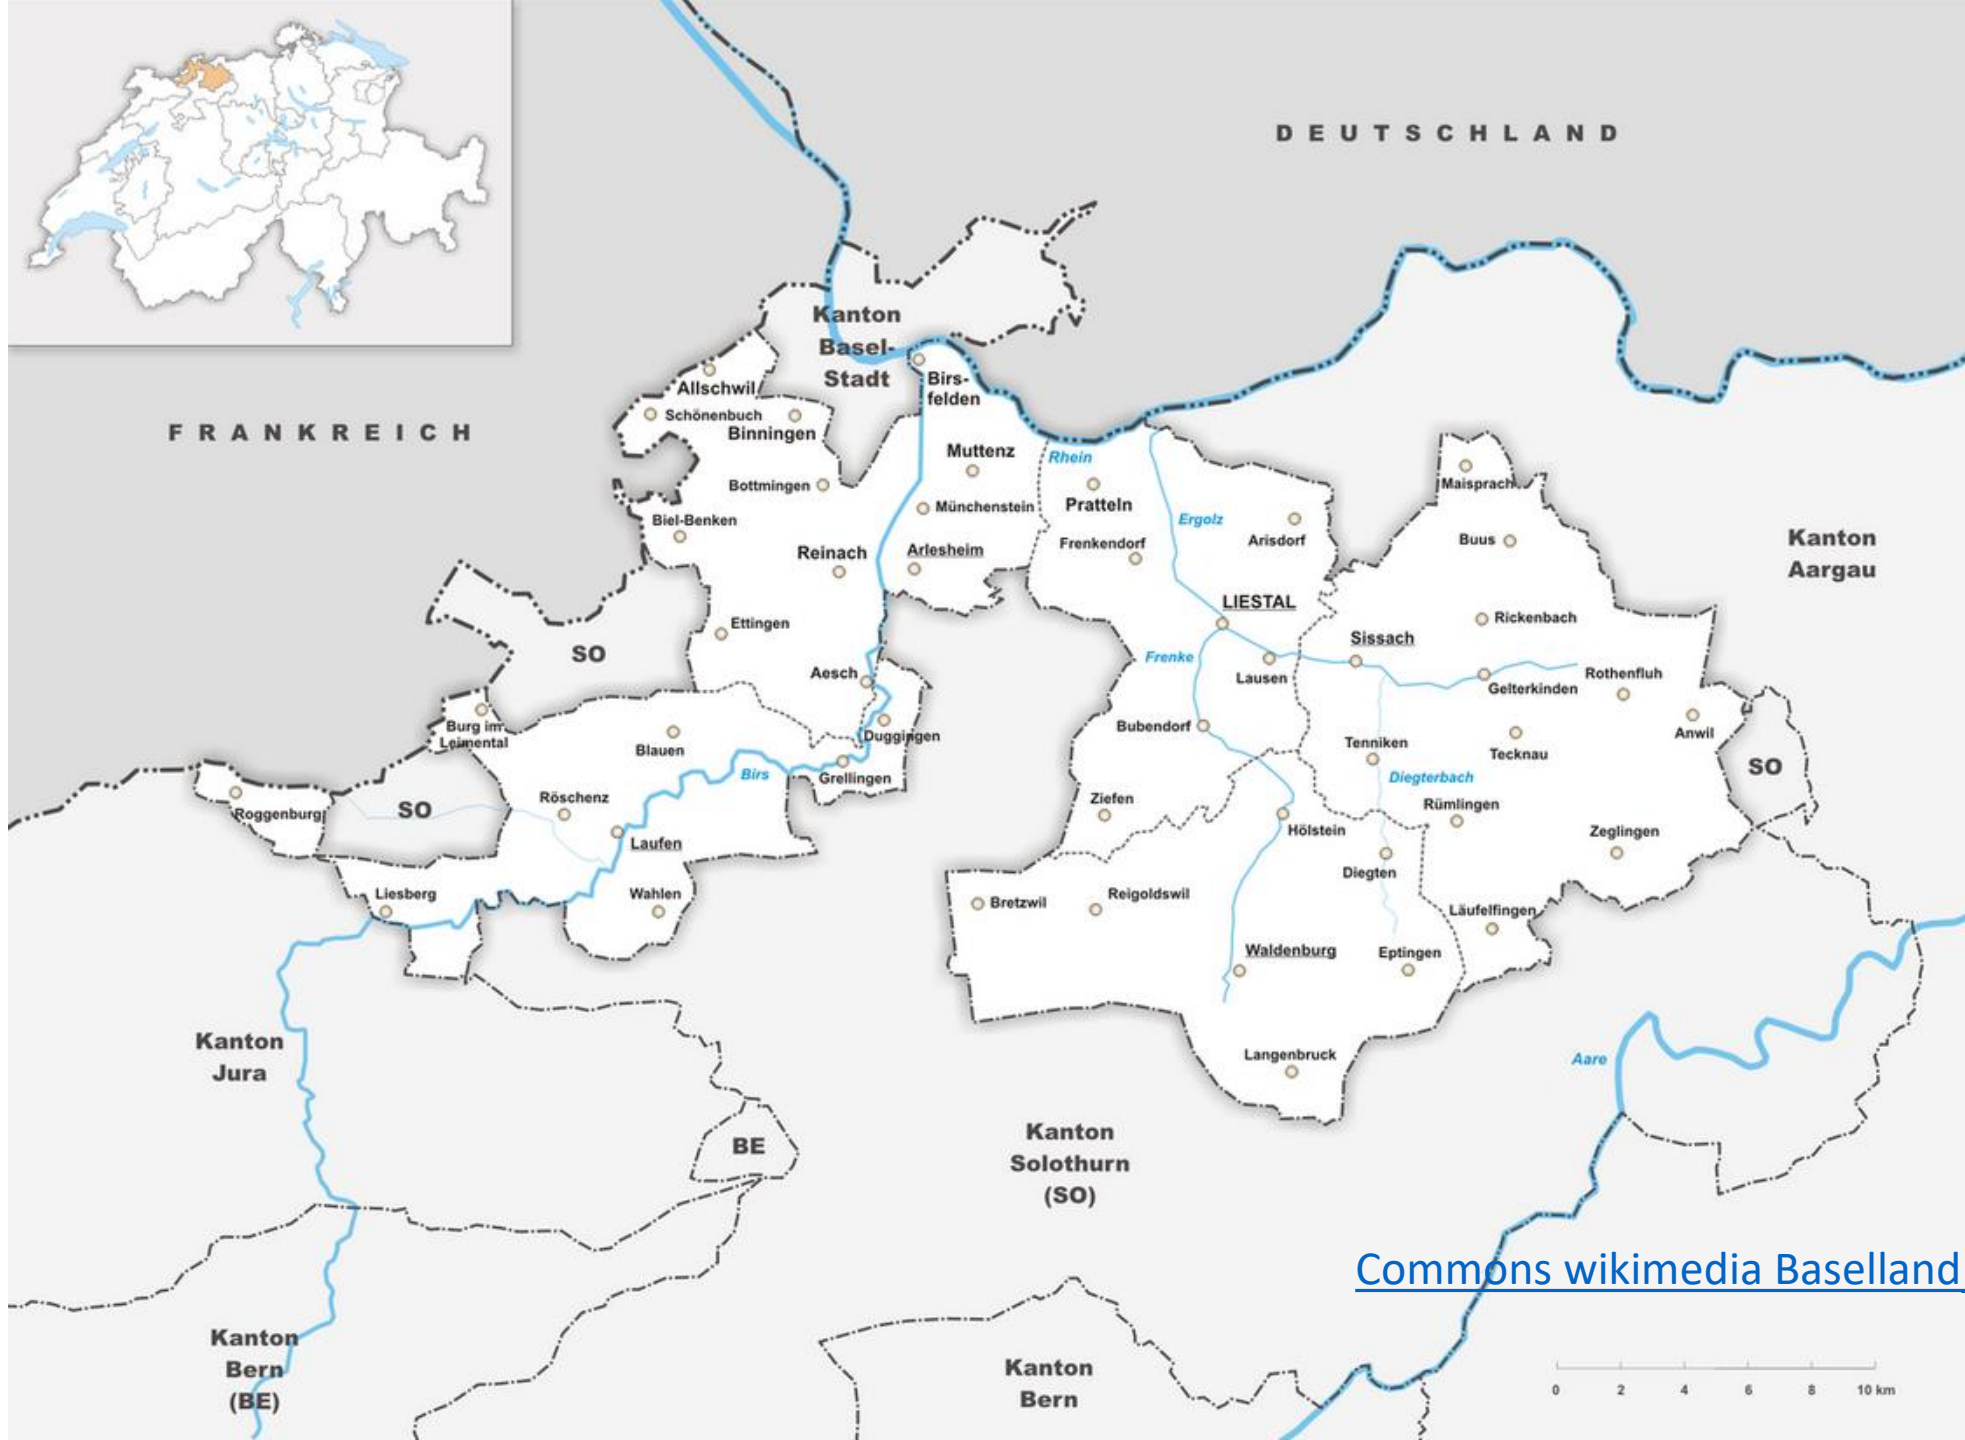 DEUTSCHLAND
FRANKREICH
Kanton
Basel-
Stadt
Birs-
felden
Allschwil
Schönenbuch
Binningen
Muttenz
Rhein
Bottmingen
Pratteln
Maisprach
Münchenstein
Biel-Benken
Ergolz
Arisdorf
Buus
Kanton
Aargau
Reinach
Arlesheim
Frenkendorf
LIESTAL
Rickenbach
Ettingen
Sissach
SO
Frenke
Aesch
Lausen
Gelterkinden
Rothenfluh
Burg im
Leimental
Blauen
Duggingen
Bubendorf
Tenniken
Tecknau
Anwil
Birs
Grellingen
Diegterbach
SO
Roggenburg
SO
Röschenz
Ziefen
Rümlingen
Hölstein
Zeglingen
Laufen
Diegten
Liesberg
Wahlen
Bretzwil
Reigoldswil
Läufelfingen
Waldenburg
Eptingen
Kanton
Jura
Langenbruck
Aare
BE
Kanton
Solothurn
(SO)
Commons wikimedia Baselland
Kanton
Bern
(BE)
Kanton
Bern
0 2 4 6 8 10 km